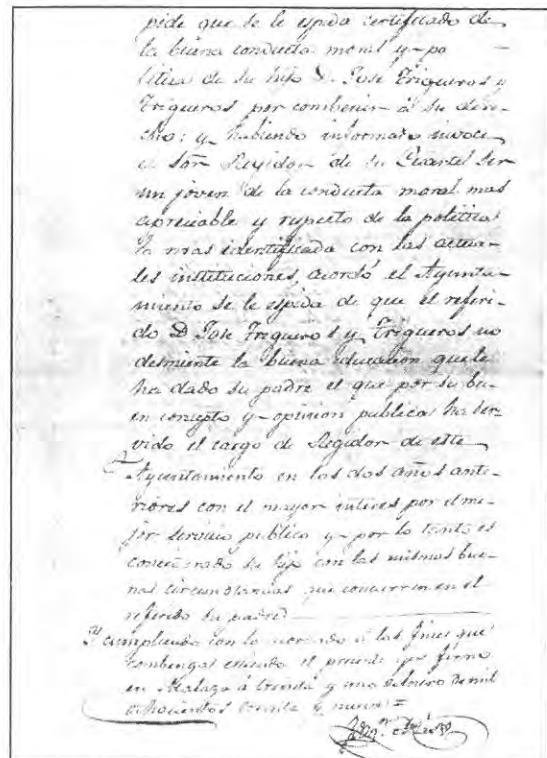 pide que se le espida certificado de
la buena conducta moral y po
litica de su hijo D. Jose Trigueros y
Trigueros por combenir á su dere-
cho; y habiendo informado invoce
el Sor. Regidor de su Cuartel ser
un joven de la conducta moral mas
apreciable y respecto de la politica
la mas identificada con las actua-
les instituciones, acordó el Ayunta-
miento se le espida de que el referi-
do D. Jose Trigueros y Trigueros no
desmiente la buena educacion que le
ha dado su padre el que por su bu-
en concepto y opinion publica ha ser-
vido el cargo de Regidor de este
Ayuntamiento en los dos años ante-
riores con el mayor interes por el me-
jor servicio publico y por lo tanto es
considerado su hijo con las mismas bue-
nas circunstancias que concurren en el
referido su padre
Y cumpliendo con lo acordado á los fines que
combengan estiendo el presente que firmo
en Malaga á treinta y uno de Enero de mil
ochocientos treinta y nueve =